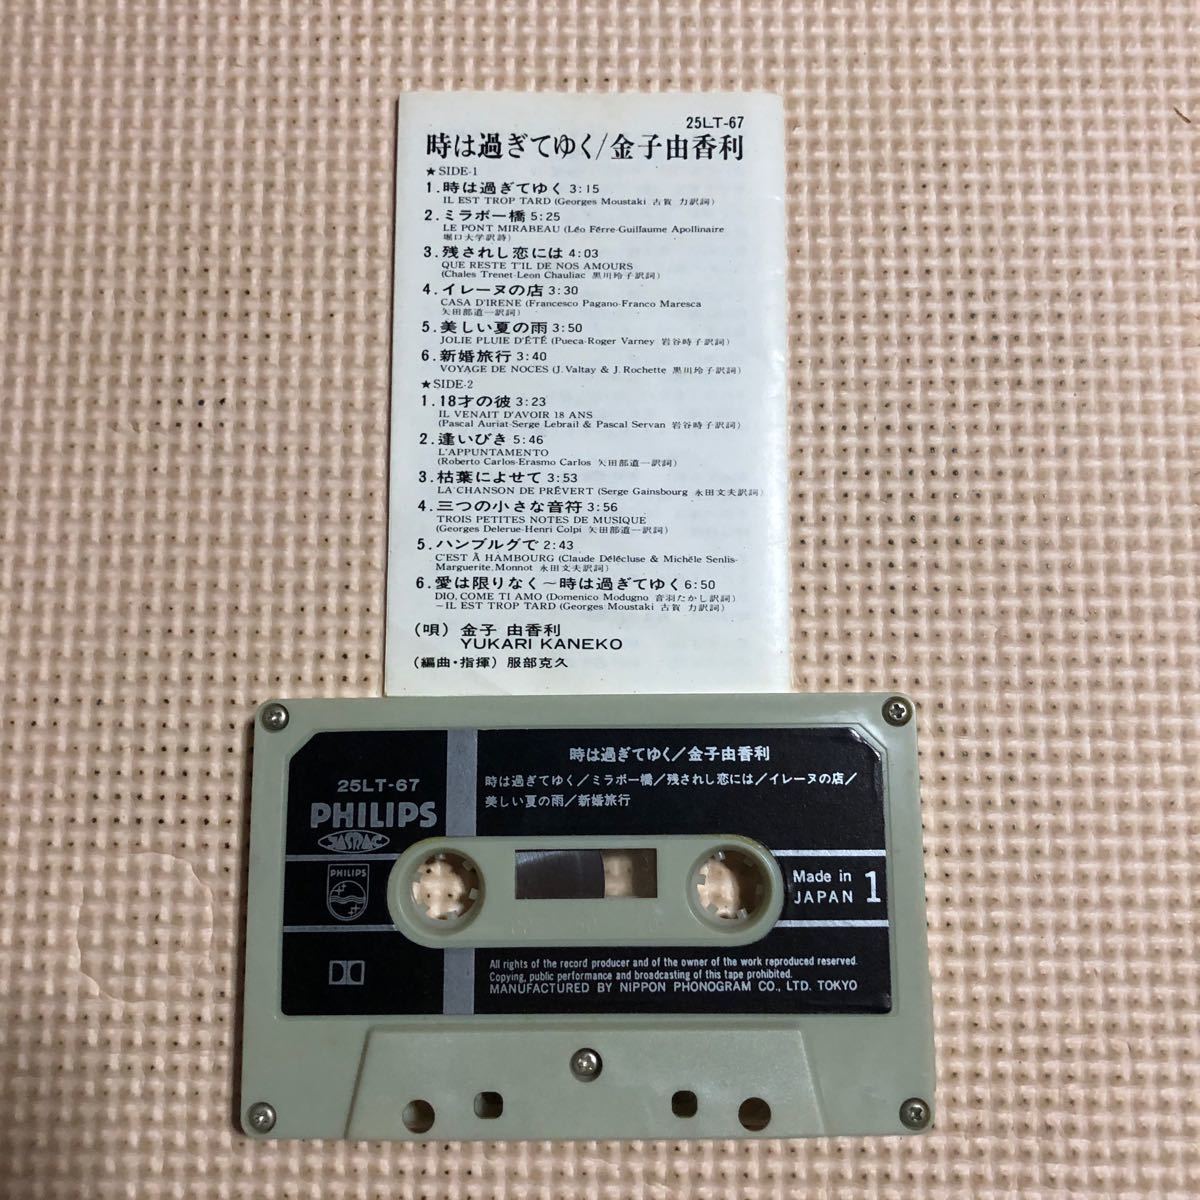 25LT-67
時は過ぎてゆく/金子由香利
★SIDE-1
1.時は過ぎてゆく 3:15
IL EST TROP TARD (Georges Moustaki 古賀 力訳詞)
2.ミラボー橋 5:25
LE PONT MIRABEAU (Léo Férre-Guillaume Apollinaire
堀口大学訳詩)
3.残されし恋には 4:03
QUE RESTE T'IL DE NOS AMOURS
(Chales Trenet-Leon Chauliac 黒川玲子訳詞)
4.イレーヌの店 3:30
CASA D'IRENE (Francesco Pagano-Franco Maresca
矢田部道一訳詞)
5.美しい夏の雨 3:50
JOLIE PLUIE D'ÉTÉ (Pueca-Roger Varney 岩谷時子訳詞)
6.新婚旅行 3:40
VOYAGE DE NOCES (J. Valtay & J. Rochette 黒川玲子訳詞)
★SIDE-2
1.18才の彼 3:23
IL VENAIT D'AVOIR 18 ANS
(Pascal Auriat-Serge Lebrail & Pascal Servan 岩谷時子訳詞)
2.逢いびき 5:46
L'APPUNTAMENTO
(Roberto Carlos-Erasmo Carlos 矢田部道一訳詞)
3.枯葉によせて 3:53
LA CHANSON DE PRÉVERT (Serge Gainsbourg 永田文夫訳詞)
4.三つの小さな音符 3:56
TROIS PETITES NOTES DE MUSIQUE
(Georges Delerue-Henri Colpi 矢田部道一訳詞)
5.ハンブルグで 2:43
C'EST À HAMBOURG (Claude Délécluse & Michèle Senlis-
Marguerite, Monnot 永田文夫訳詞)
6.愛は限りなく〜時は過ぎてゆく 6:50
DIO, COME TI AMO (Domenico Modugno 音羽たかし訳詞)
–IL EST TROP TARD (Georges Moustaki 古賀 力訳詞)
(唄) 金子 由香利
YUKARI KANEKO
(編曲・指揮) 服部克久
時は過ぎてゆく/金子由香利
25LT-67
時は過ぎてゆく/ミラボー橋/残されし恋には/イレーヌの店/
美しい夏の雨/新婚旅行
PHILIPS
JASRAC
PHILIPS
Made in
JAPAN 1
All rights of the record producer and of the owner of the work reproduced reserved.
Copying, public performance and broadcasting of this tape prohibited.
MANUFACTURED BY NIPPON PHONOGRAM CO., LTD. TOKYO